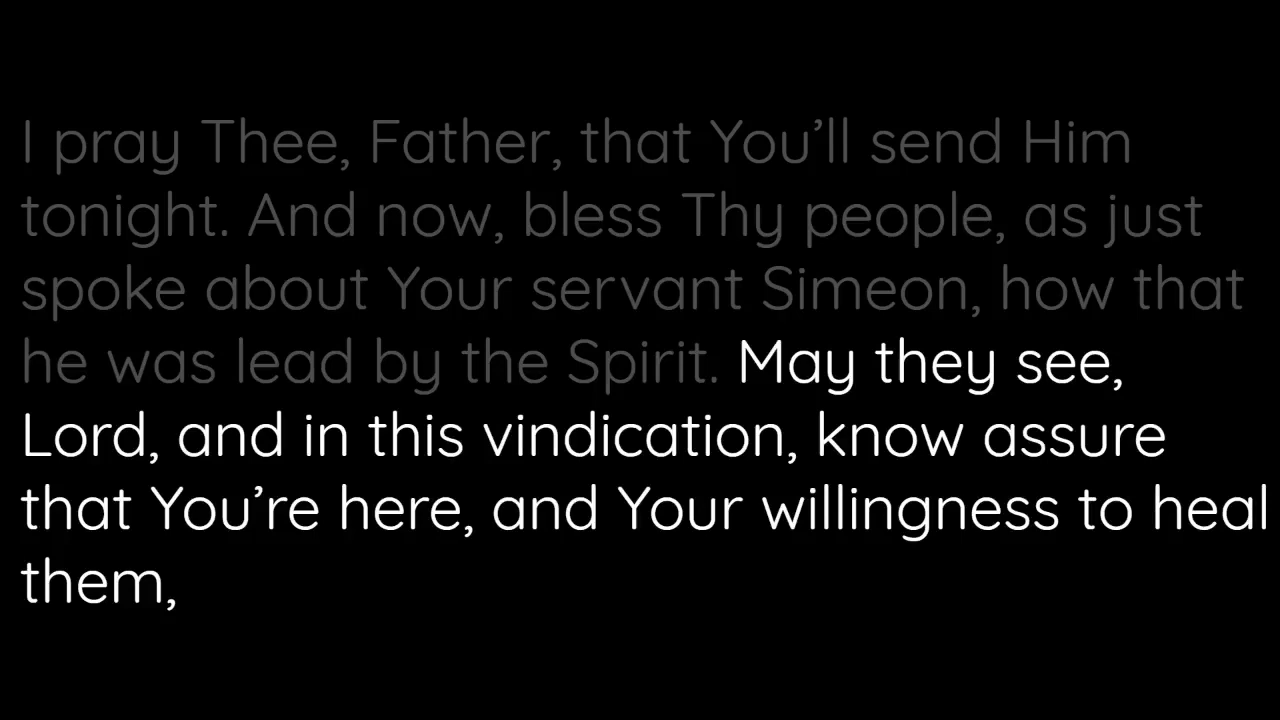 I pray Thee, Father, that You’ll send Him
tonight. And now, bless Thy people, as just
spoke about Your servant Simeon, how that
he was lead by the Spirit. May they see,
Lord, and in this vindication, know assure
that You’re here, and Your willingness to heal
them,